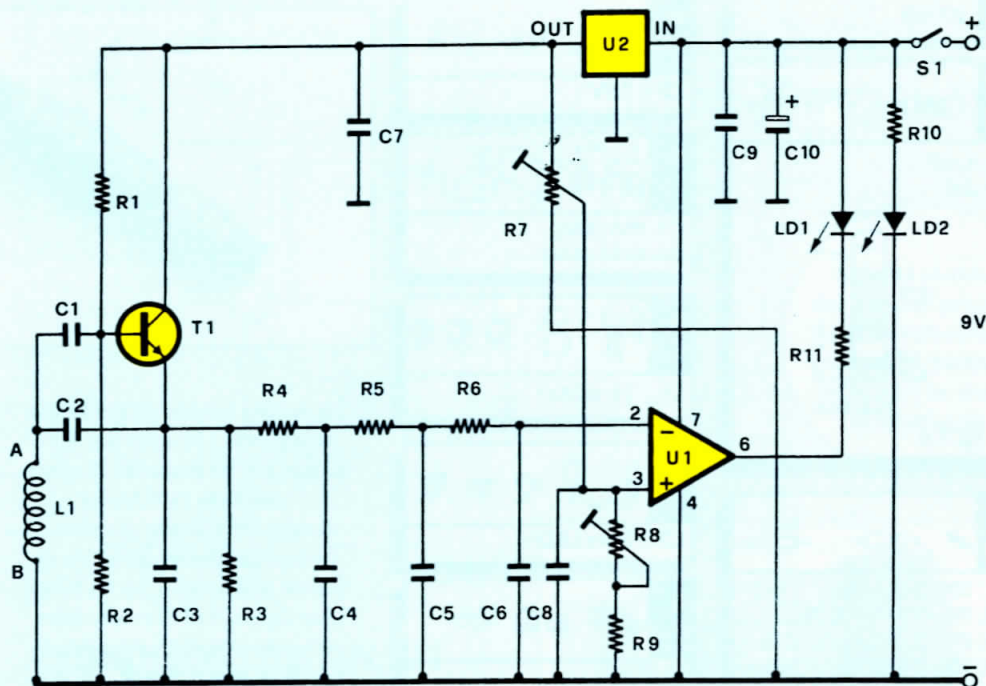 OUT U2 IN +
S1
C7 + R10
C9 C10
R1 R7 LD1 LD2
C1 T1 9V
R11
C2 R4 R5 R6
A 2 7
- U1 6
L1 3 + 4
B R8
R2 C3 R3 C4 C5 C6 C8
R9 -